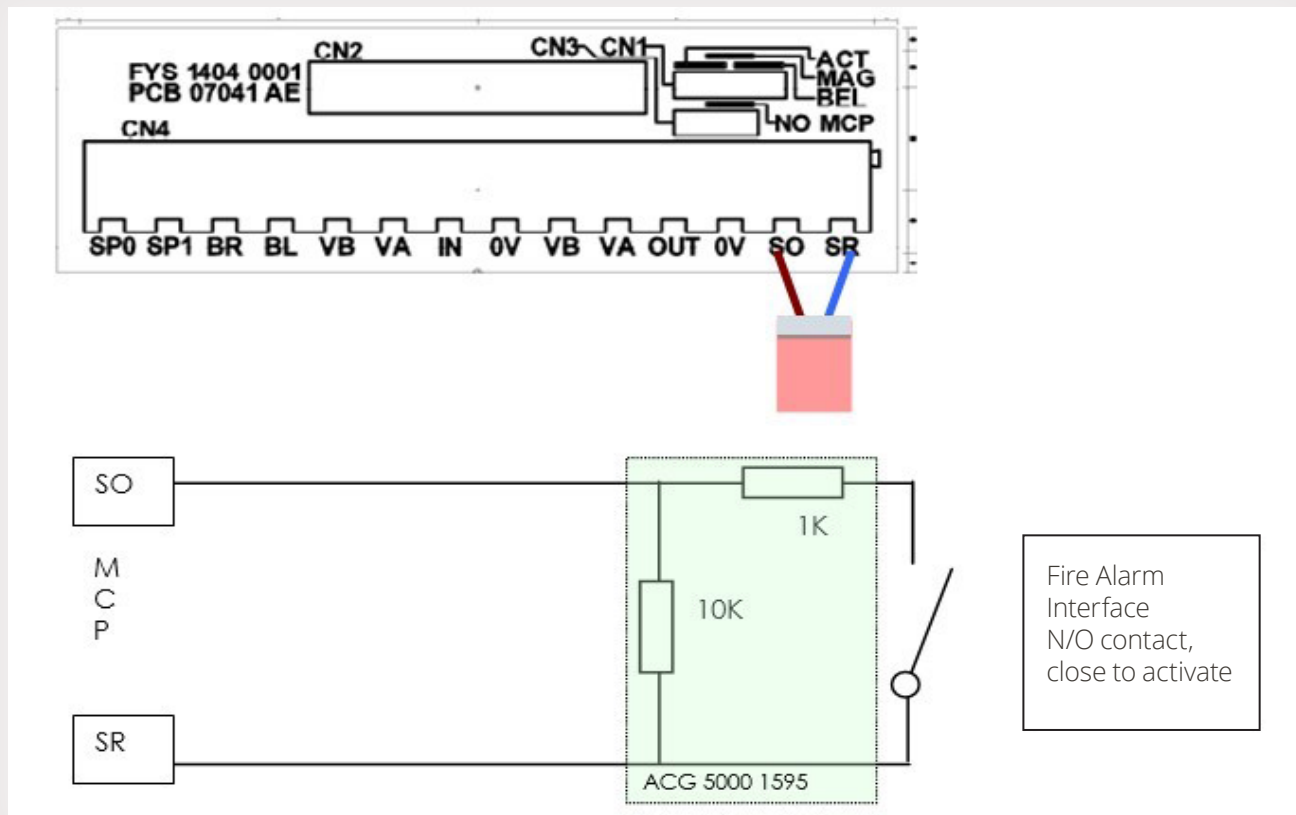 CN2
CN3 CN1
ACT
FYS 1404 0001
MAG
PCB 07041 AE
BEL
CN4
NO MCP
SP0 SP1 BR BL VB VA IN 0V VB VA OUT 0V SO SR
SO
1K
M
C
P
10K
Fire Alarm
Interface
N/O contact,
close to activate
SR
ACG 5000 1595